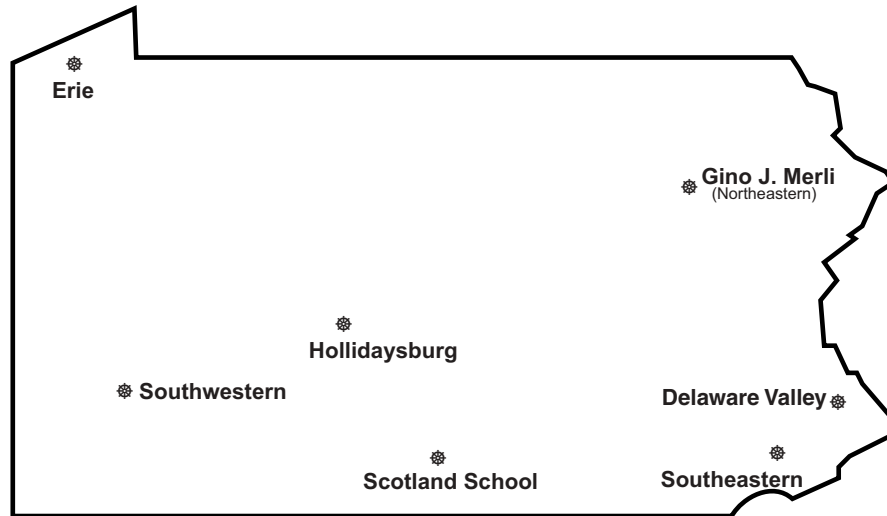 Erie
Gino J. Merli
(Northeastern)
Hollidaysburg
Southwestern
Delaware Valley
Scotland School
Southeastern